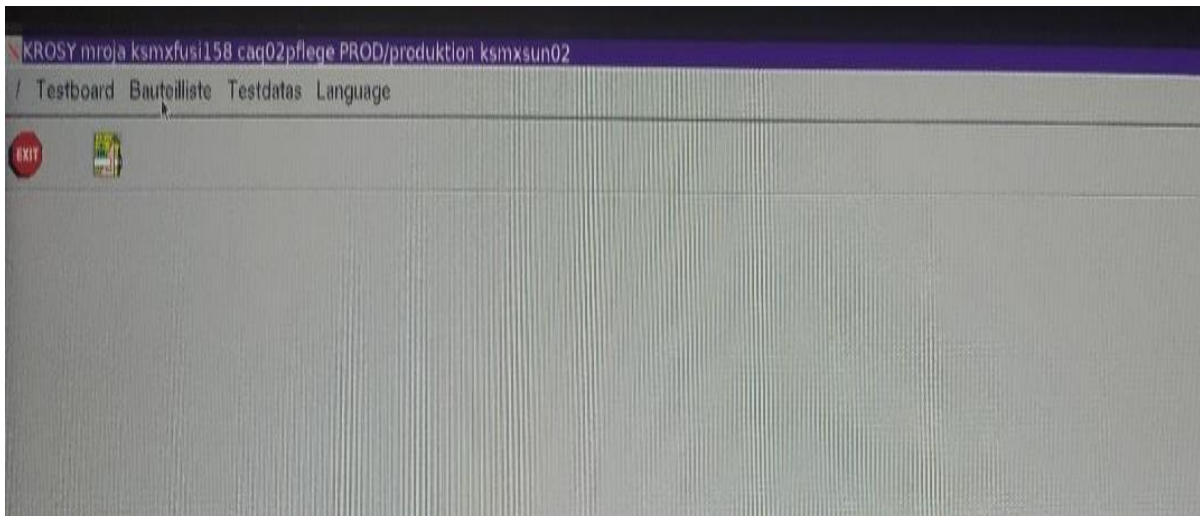 KROSY mroja ksmxfusi158 caq02pflege PROD/produktion ksmxsun02
/ Testboard Bauteilliste Testdatas Language
EXIT